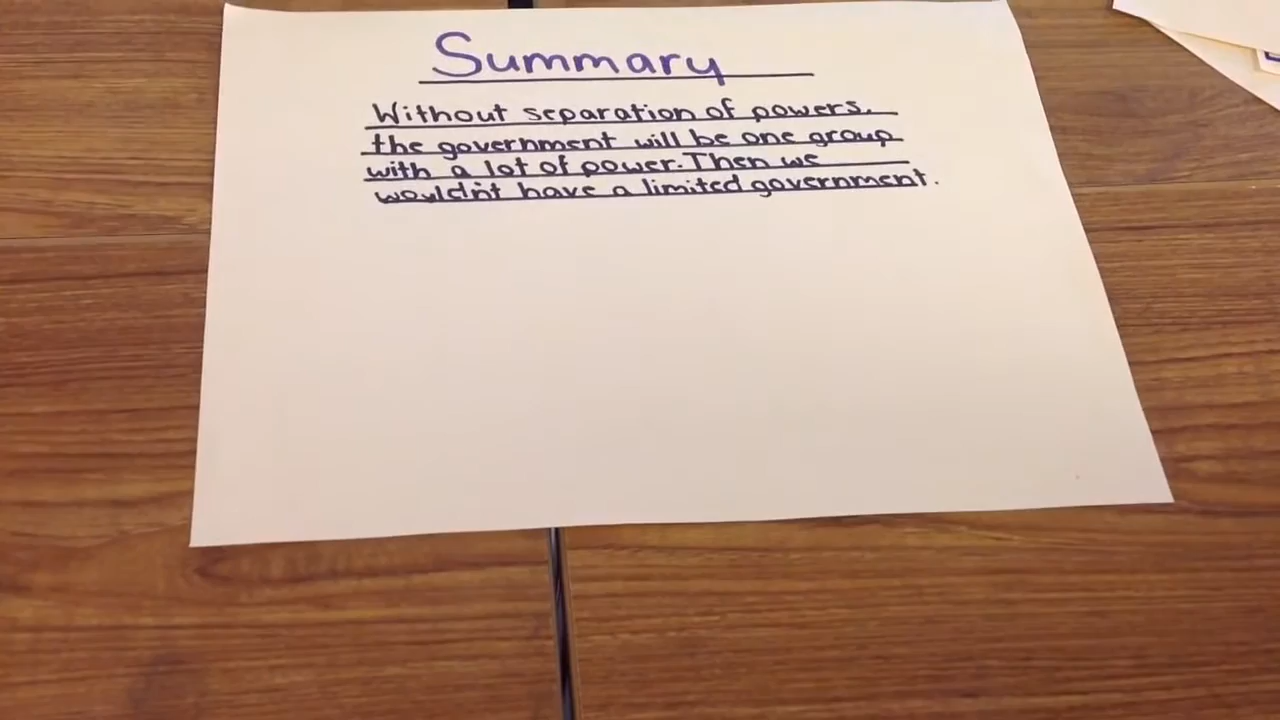 Summary
Without separation of powers,
the government will be one group
with a lot of power. Then we
wouldn't have a limited government.